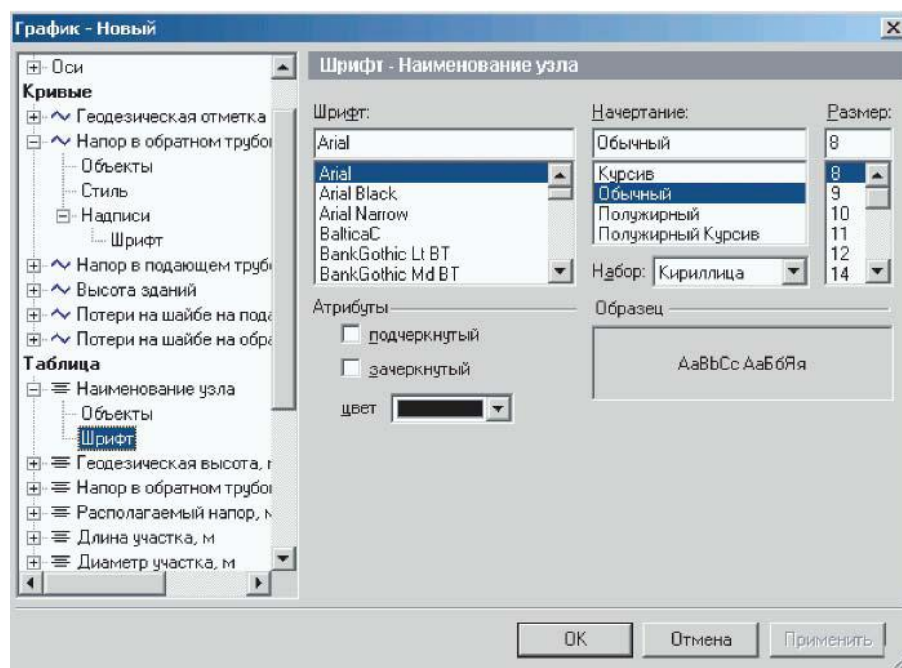 График - Новый
Оси
Кривые
Геодезическая отметка
Напор в обратном трубо
Объекты
Стиль
Надписи
Шрифт
Напор в подающем труб
Высота зданий
Потери на шайбе на пода
Потери на шайбе на обра
Таблица
Наименование узла
Объекты
Шрифт
Геодезическая высота,
Напор в обратном трубо
Располагаемый напор, м
Длина участка, м
Диаметр участка, м
Шрифт - Наименование узла
Шрифт:
Arial
Arial
Arial Black
Arial Narrow
BalticaC
BankGothic Lt BT
BankGothic Md BT
Начертание:
Обычный
Курсив
Обычный
Полужирный
Полужирный Курсив
Размер:
8
8
9
10
11
12
14
Набор: Кириллица
Атрибуты
подчеркнутый
зачеркнутый
цвет
Образец
AaBbCc АаБбЯя
OK Отмена Применить